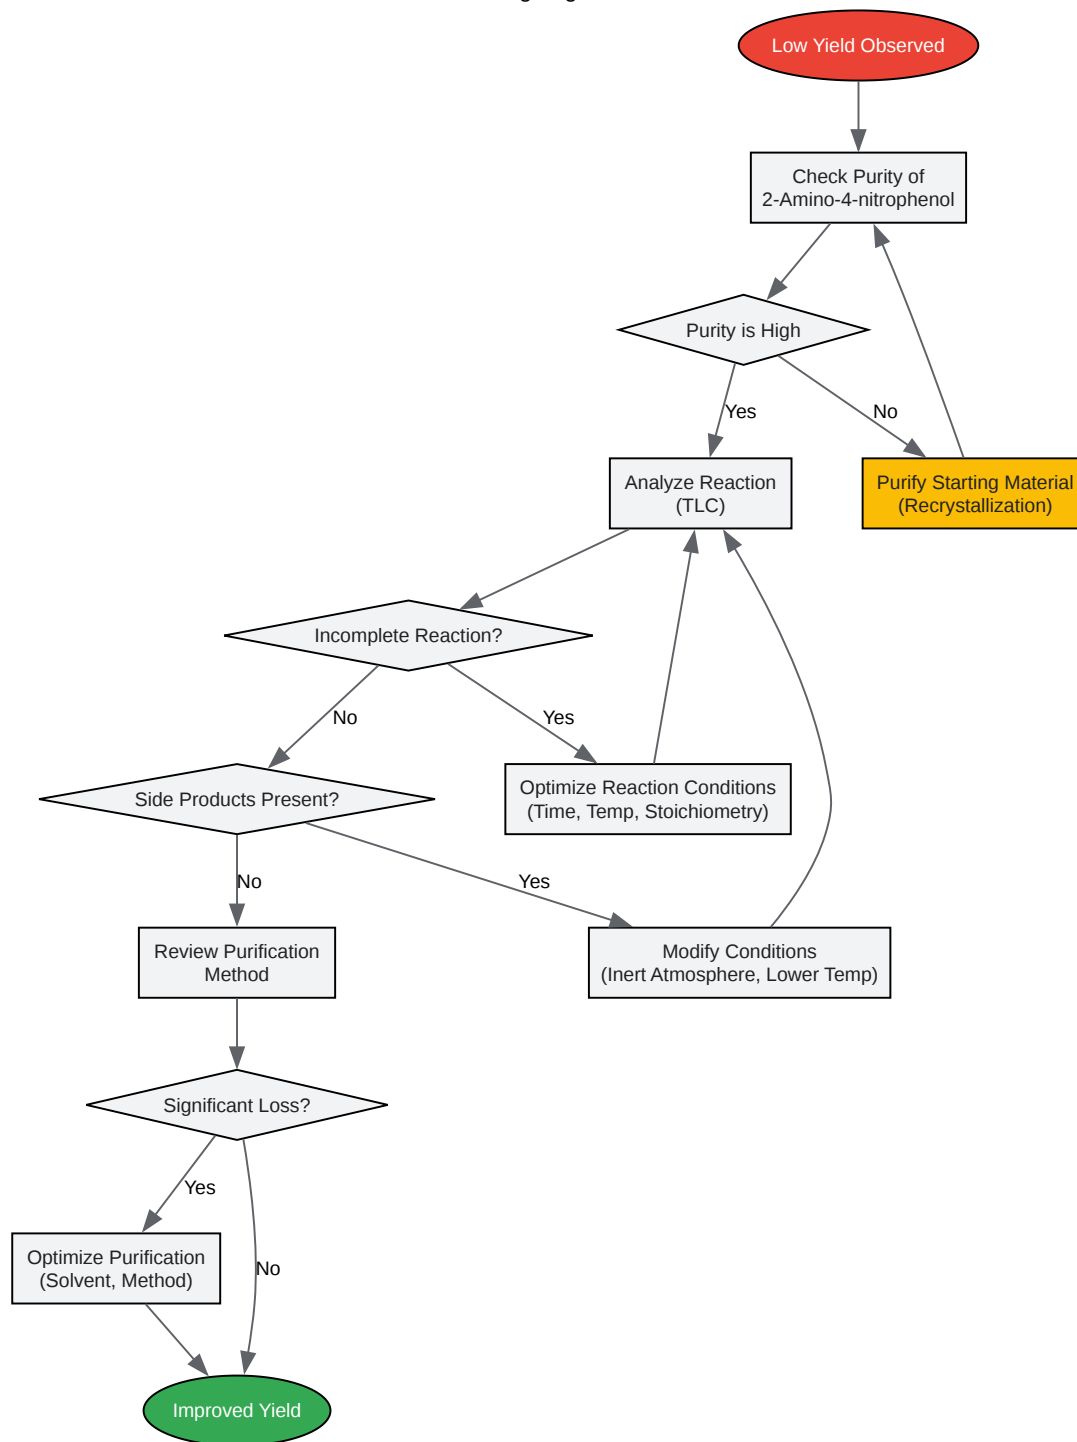 Low Yield Observed
Check Purity of
2-Amino-4-nitrophenol
Purity is High
Yes
No
Analyze Reaction
(TLC)
Purify Starting Material
(Recrystallization)
Incomplete Reaction?
No
Yes
Side Products Present?
Optimize Reaction Conditions
(Time, Temp, Stoichiometry)
No
Yes
Review Purification
Method
Modify Conditions
(Inert Atmosphere, Lower Temp)
Significant Loss?
Yes
No
Optimize Purification
(Solvent, Method)
Improved Yield